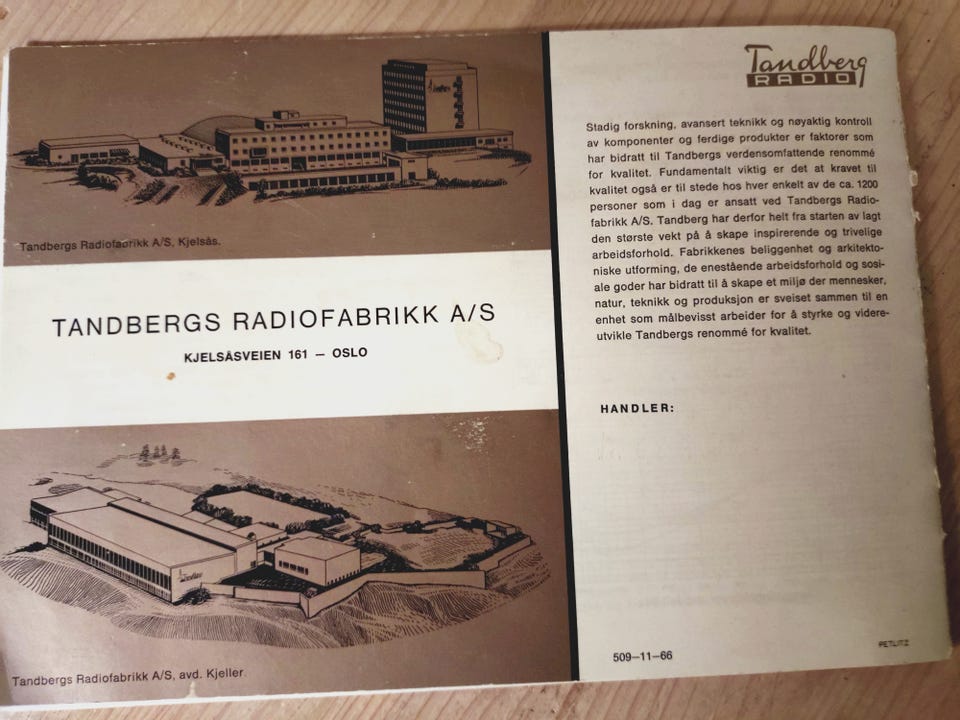 Tandbergs Radiofabrikk A/S, Kjelsås.
TANDBERGS RADIOFABRIKK A/S
KJELSÅSVEIEN 161 — OSLO
Tandbergs Radiofabrikk A/S, avd. Kjeller.
Tandberg
RADIO
Stadig forskning, avansert teknikk og nøyaktig kontroll
av komponenter og ferdige produkter er faktorer som
har bidratt til Tandbergs verdensomfattende renommé
for kvalitet. Fundamentalt viktig er det at kravet til
kvalitet også er til stede hos hver enkelt av de ca. 1200
personer som i dag er ansatt ved Tandbergs Radio-
fabrikk A/S. Tandberg har derfor helt fra starten av lagt
den største vekt på å skape inspirerende og trivelige
arbeidsforhold. Fabrikkenes beliggenhet og arkitekto-
niske utforming, de enestående arbeidsforhold og sosi-
ale goder har bidratt til å skape et miljø der mennesker,
natur, teknikk og produksjon er sveiset sammen til en
enhet som målbevisst arbeider for å styrke og videre-
utvikle Tandbergs renommé for kvalitet.
HANDLER:
509—11—66
PETLITZ